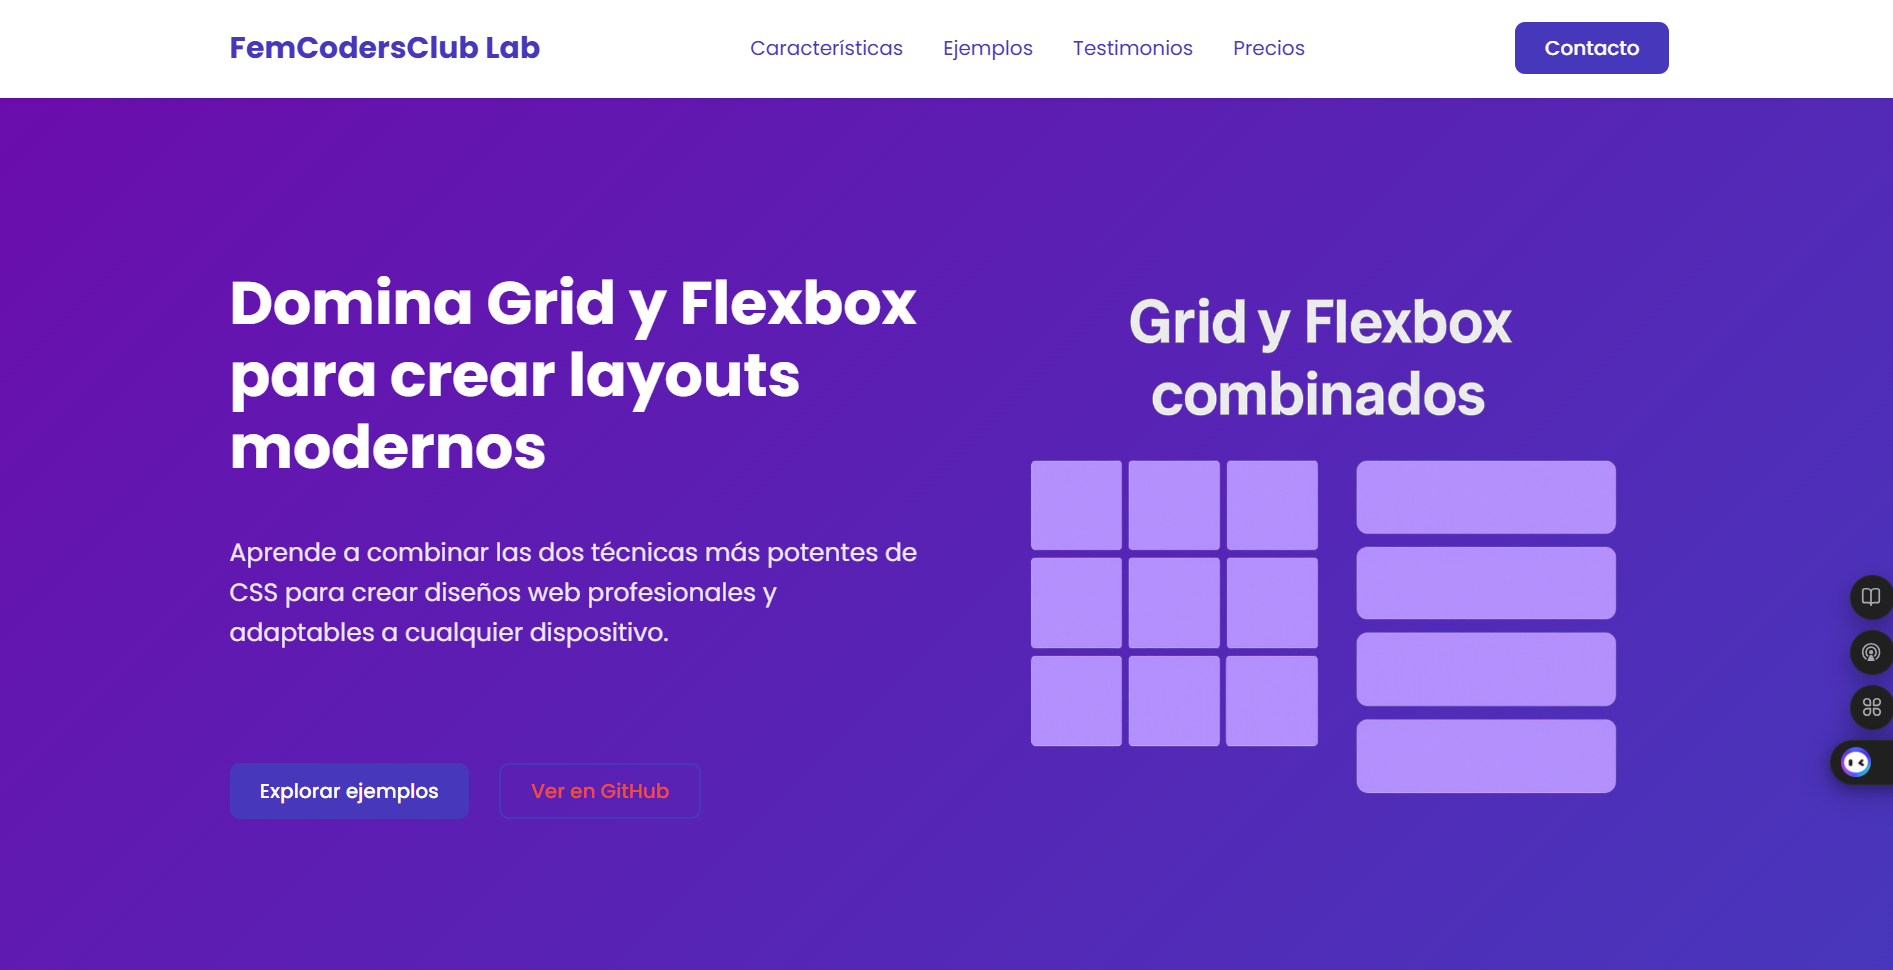 FemCodersClub Lab
Características
Ejemplos
Testimonios
Precios
Contacto
Domina Grid y Flexbox
para crear layouts
modernos
Aprende a combinar las dos técnicas más potentes de
CSS para crear diseños web profesionales y
adaptables a cualquier dispositivo.
Explorar ejemplos
Ver en GitHub
Grid y Flexbox
combinados